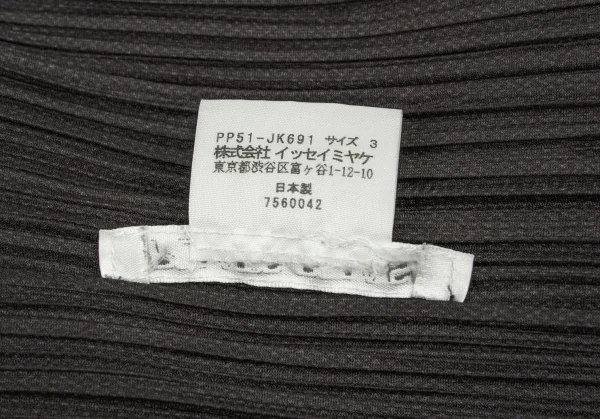 PP51-JK691 サイズ 3
株式会社 イッセイミヤケ
東京都渋谷区富ヶ谷1-12-10
日本製
7560042